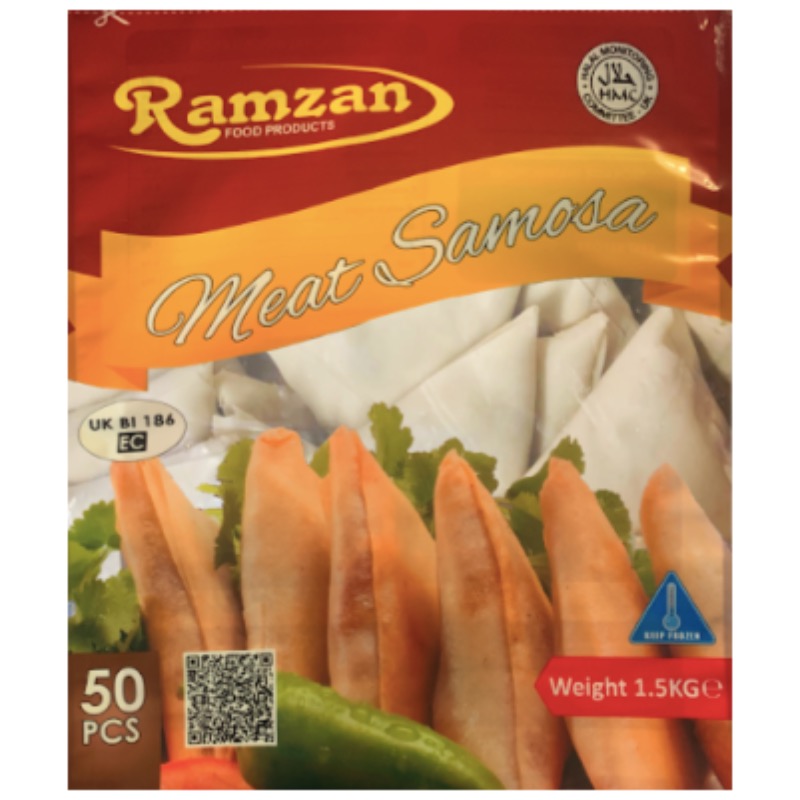 Ramzan
FOOD PRODUCTS
HALAL MONITORING
حلال
HMC
COMMITTEE - UK
Meat Samosa
UK BI 186
EC
50
PCS
KEEP FROZEN
Weight 1.5KG℮